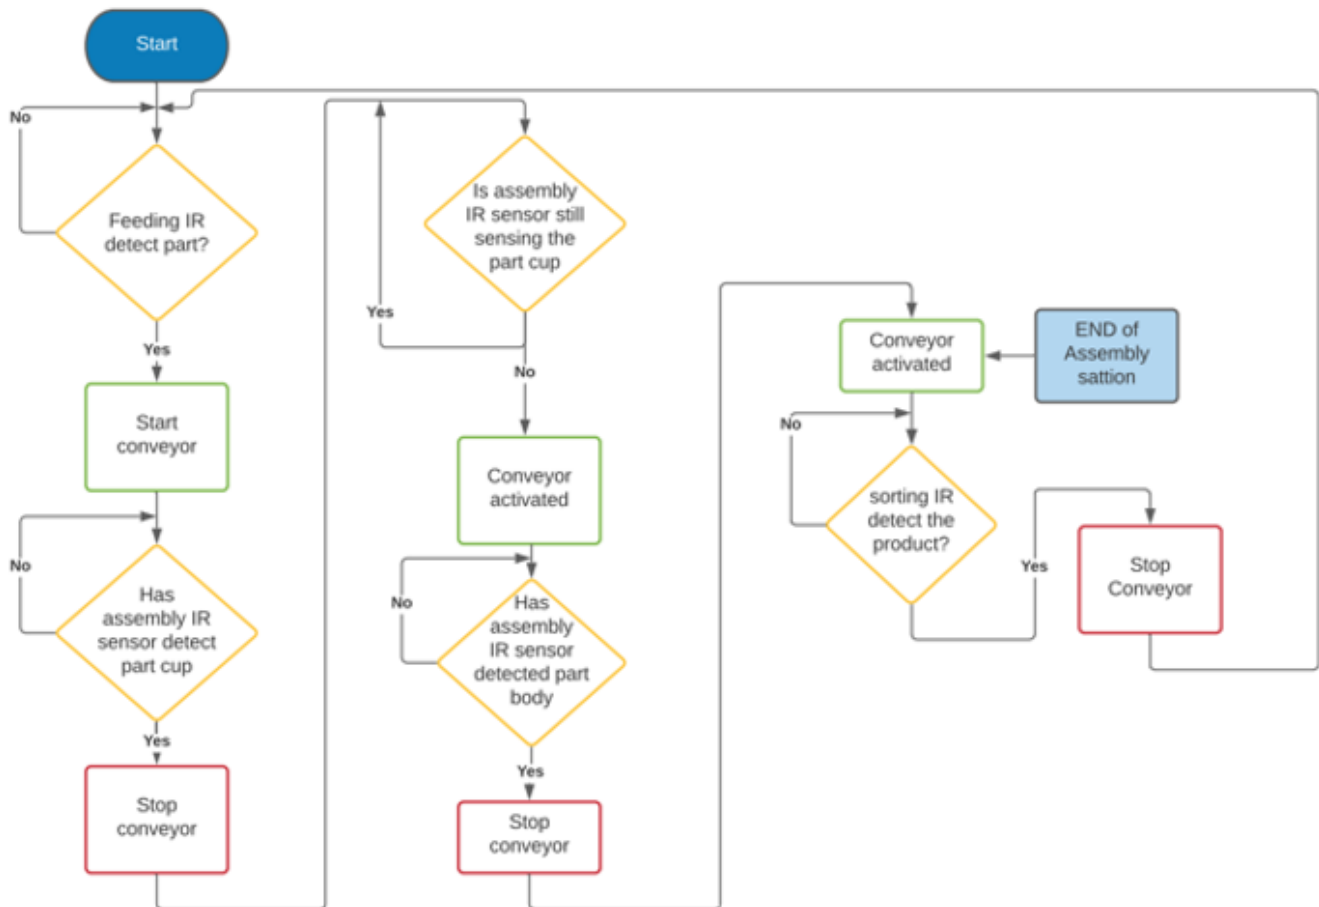 Start
No
Feeding IR
detect part?
Yes
Start
conveyor
No
Has
assembly IR
sensor detect
part cup
Yes
Stop
conveyor
Is assembly
IR sensor still
sensing the
part cup
Yes
No
Conveyor
activated
No
Has
assembly
IR sensor
detected part
body
Yes
Stop
conveyor
Conveyor
activated
END of
Assembly
sattion
No
sorting IR
detect the
product?
Yes
Stop
Conveyor